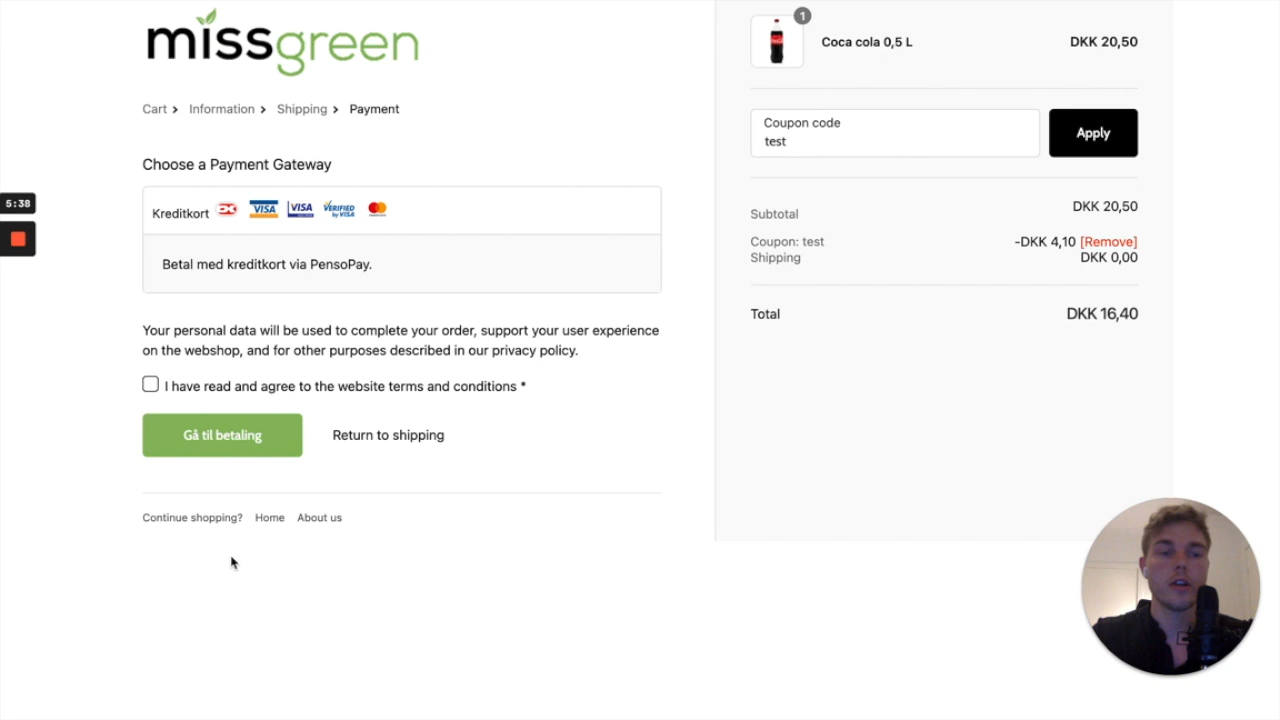 missgreen
Cart > Information > Shipping > Payment
Choose a Payment Gateway
Kreditkort DK VISA VISA VERIFIED by VISA
Betal med kreditkort via PensoPay.
Your personal data will be used to complete your order, support your user experience
on the webshop, and for other purposes described in our privacy policy.
I have read and agree to the website terms and conditions *
Gå til betaling Return to shipping
Continue shopping? Home About us
5:38
1
Coca cola 0,5 L DKK 20,50
Coupon code
test
Apply
Subtotal DKK 20,50
Coupon: test -DKK 4,10 [Remove]
Shipping DKK 0,00
Total DKK 16,40